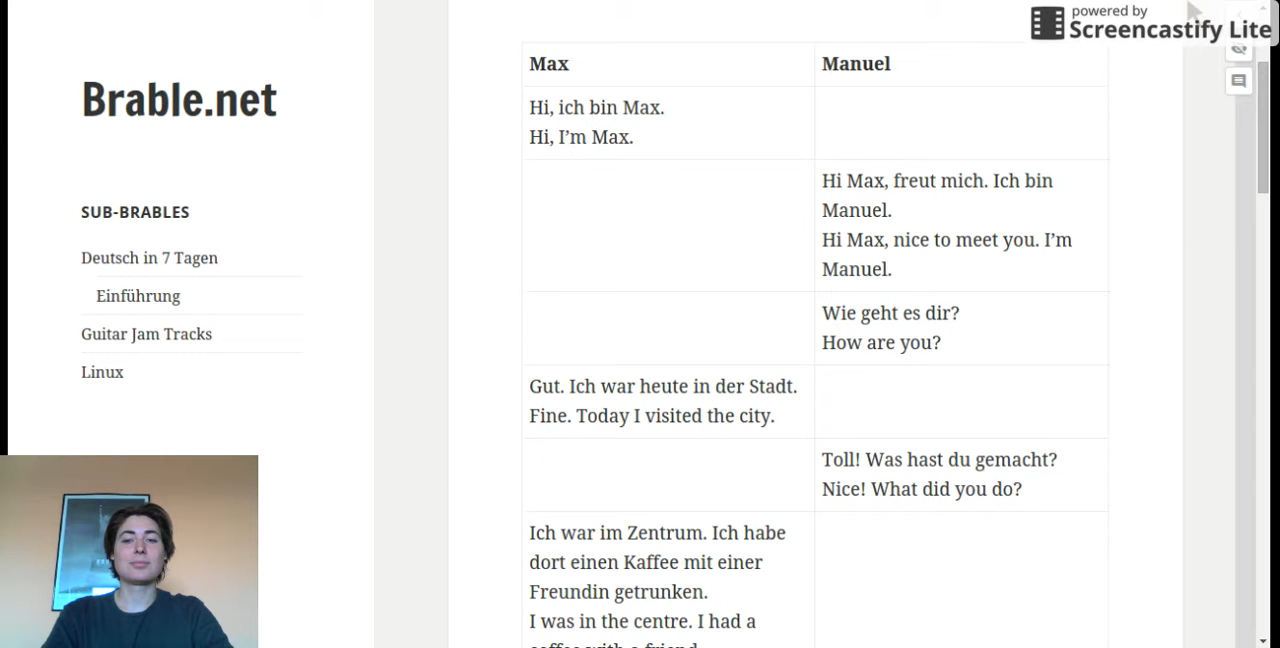 powered by
Screencastify Lite
Brable.net
SUB-BRABLES
Deutsch in 7 Tagen
Einführung
Guitar Jam Tracks
Linux
Max
Manuel
Hi, ich bin Max.
Hi, I’m Max.
Hi Max, freut mich. Ich bin
Manuel.
Hi Max, nice to meet you. I’m
Manuel.
Wie geht es dir?
How are you?
Gut. Ich war heute in der Stadt.
Fine. Today I visited the city.
Toll! Was hast du gemacht?
Nice! What did you do?
Ich war im Zentrum. Ich habe
dort einen Kaffee mit einer
Freundin getrunken.
I was in the centre. I had a
coffee with a friend